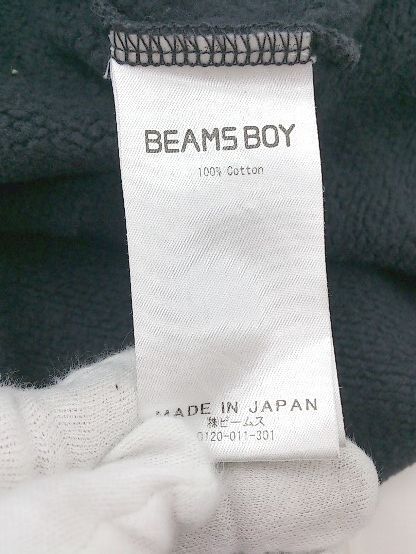 BEAMS BOY
100% Cotton
MADE IN JAPAN
㈱ビームス
0120-011-301